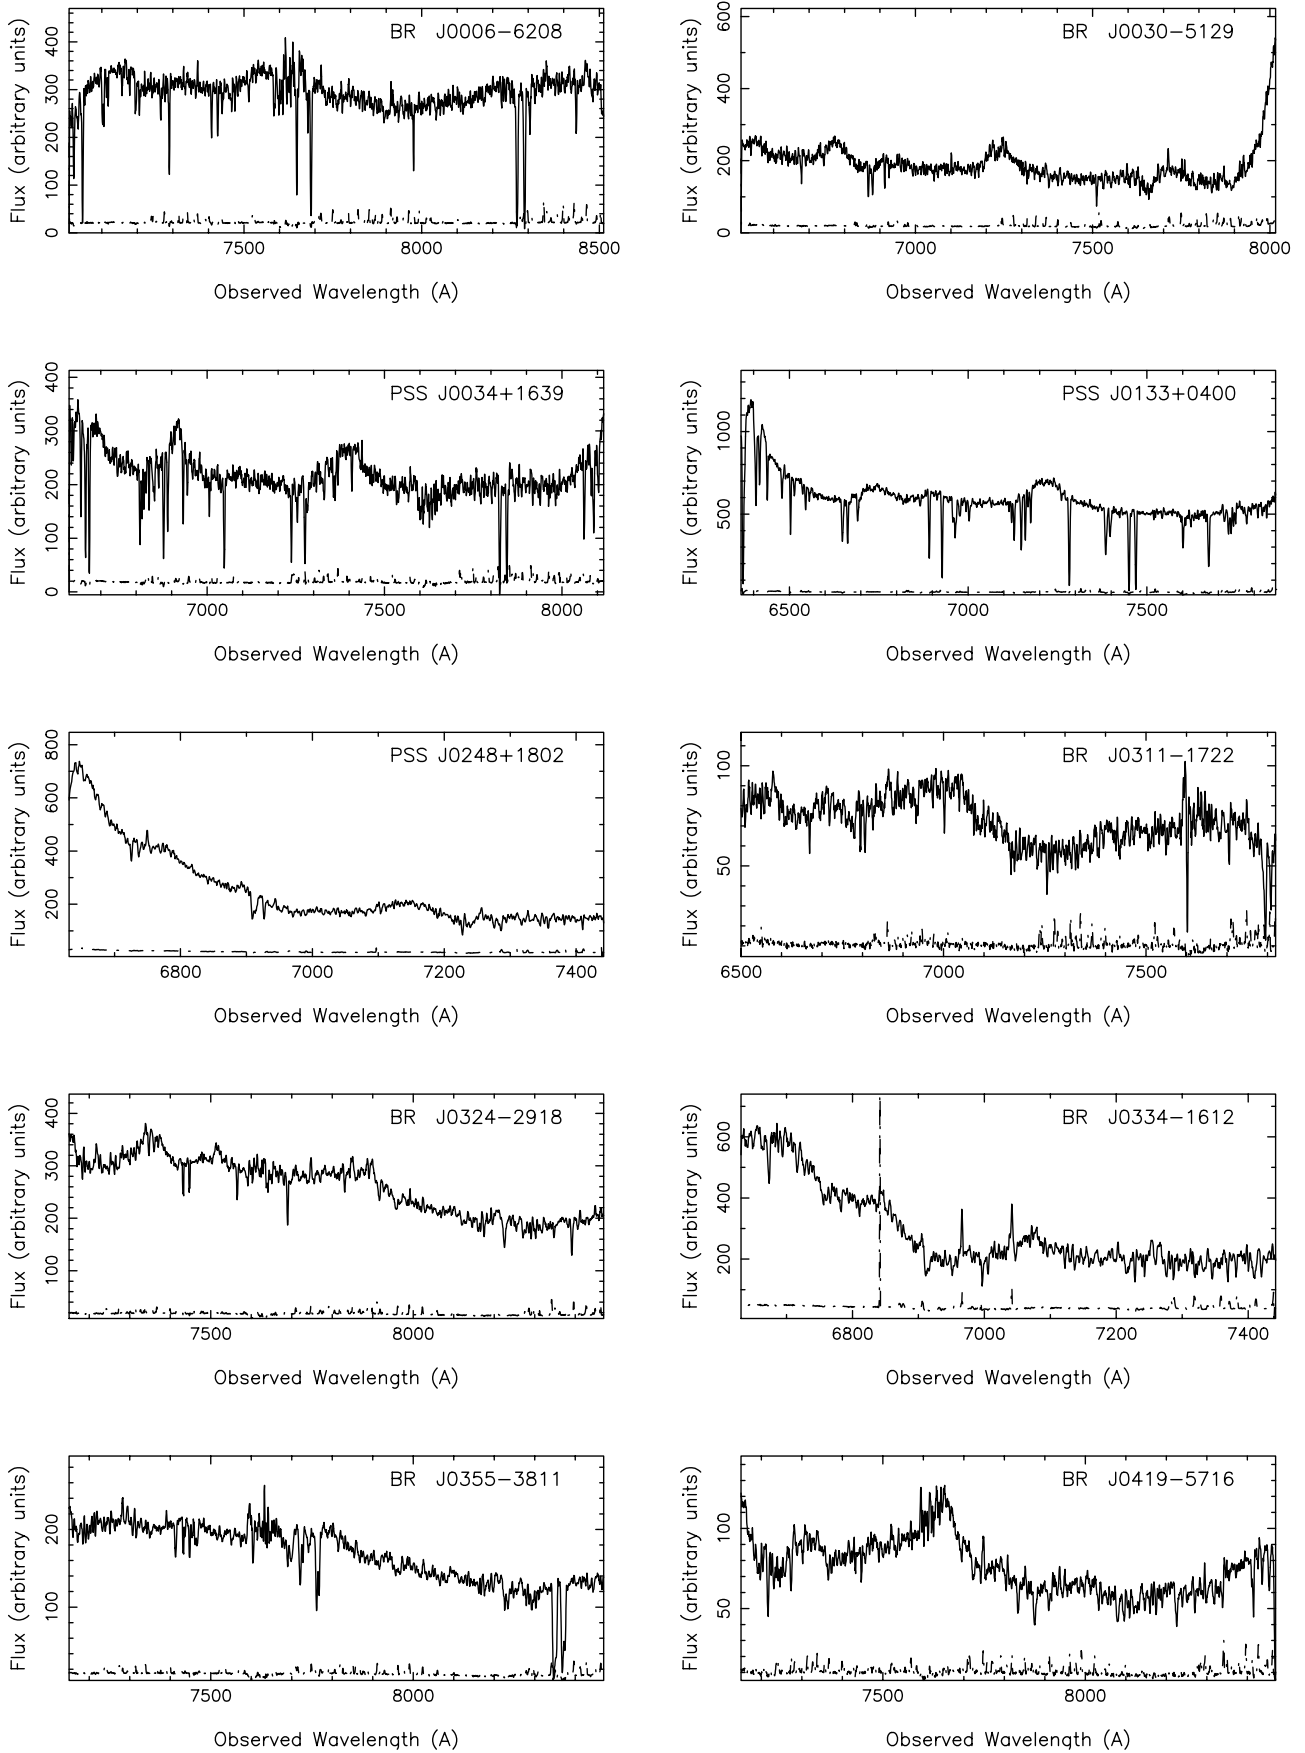 BR J0006−6208
Flux (arbitrary units)
0 100 200 300 400
7500 8000 8500
Observed Wavelength (A)
BR J0030−5129
Flux (arbitrary units)
0 200 400 600
7000 7500 8000
Observed Wavelength (A)
PSS J0034+1639
Flux (arbitrary units)
0 100 200 300 400
7000 7500 8000
Observed Wavelength (A)
PSS J0133+0400
Flux (arbitrary units)
500 1000
6500 7000 7500
Observed Wavelength (A)
PSS J0248+1802
Flux (arbitrary units)
200 400 600 800
6800 7000 7200 7400
Observed Wavelength (A)
BR J0311−1722
Flux (arbitrary units)
50 100
6500 7000 7500
Observed Wavelength (A)
BR J0324−2918
Flux (arbitrary units)
100 200 300 400
7500 8000
Observed Wavelength (A)
BR J0334−1612
Flux (arbitrary units)
200 400 600
6800 7000 7200 7400
Observed Wavelength (A)
BR J0355−3811
Flux (arbitrary units)
100 200
7500 8000
Observed Wavelength (A)
BR J0419−5716
Flux (arbitrary units)
50 100
7500 8000
Observed Wavelength (A)